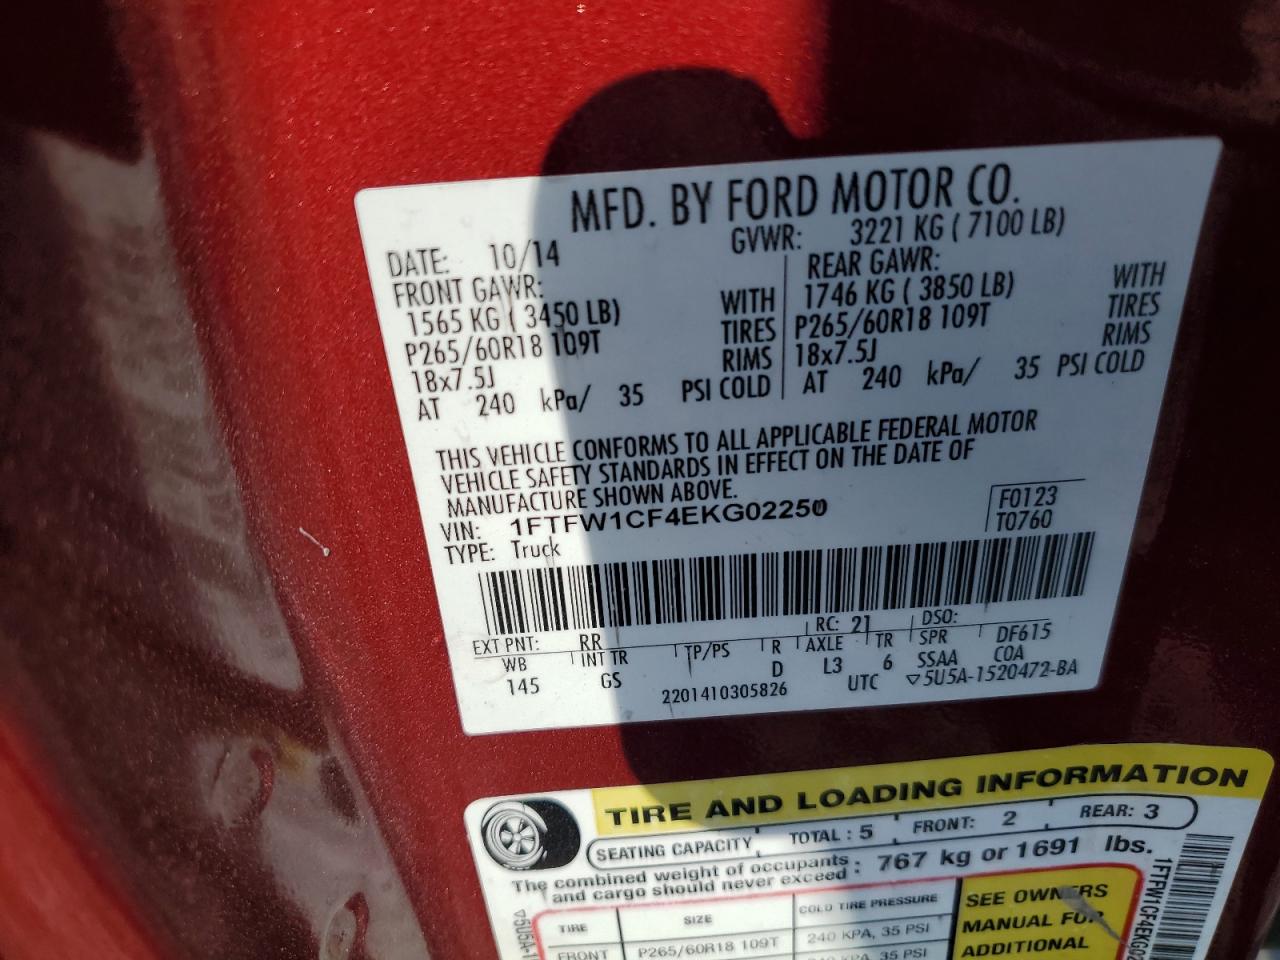 MFD. BY FORD MOTOR CO.
DATE: 10/14 GVWR: 3221 KG ( 7100 LB)
FRONT GAWR: REAR GAWR:
1565 KG ( 3450 LB) WITH 1746 KG ( 3850 LB) WITH
P265/60R18 109T TIRES P265/60R18 109T TIRES
18x7.5J RIMS 18x7.5J RIMS
AT 240 kPa/ 35 PSI COLD AT 240 kPa/ 35 PSI COLD
THIS VEHICLE CONFORMS TO ALL APPLICABLE FEDERAL MOTOR
VEHICLE SAFETY STANDARDS IN EFFECT ON THE DATE OF
MANUFACTURE SHOWN ABOVE.
VIN: 1FTFW1CF4EKG02250 F0123
TYPE: Truck T0760
EXT PNT: RR RC: 21 DSO:
WB INT TR TP/PS R AXLE TR SPR DF615
145 GS D L3 6 SSAA COA
2201410305826 UTC ▽5U5A-1520472-BA
TIRE AND LOADING INFORMATION
SEATING CAPACITY TOTAL : 5 FRONT: 2 REAR: 3
The combined weight of occupants
and cargo should never exceed : 767 kg or 1691 lbs.
TIRE SIZE COLD TIRE PRESSURE
FRONT P265/60R18 109T 240 KPA, 35 PSI
240 KPA, 35 PSI
SEE OWNERS
MANUAL FOR
ADDITIONAL
▽5U5A-1
1FTFW1CF4EKG02